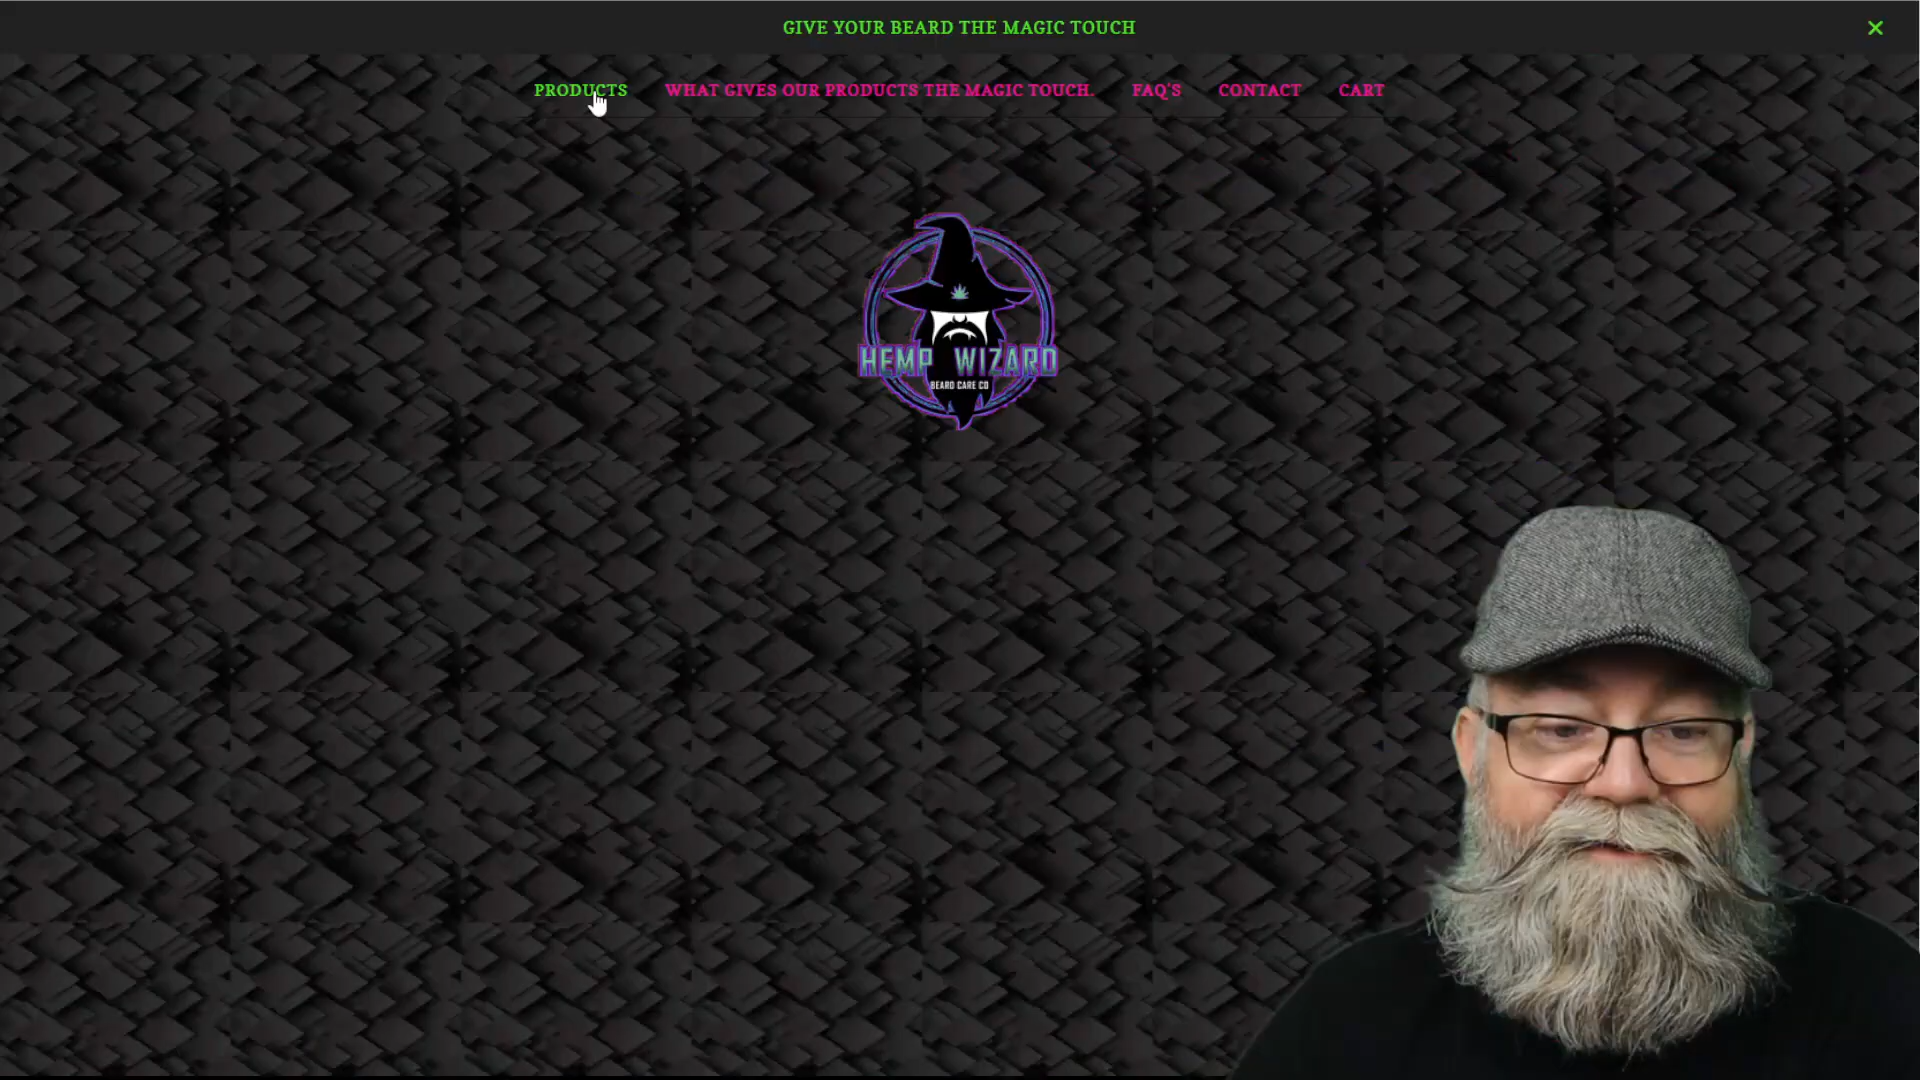 GIVE YOUR BEARD THE MAGIC TOUCH
PRODUCTS WHAT GIVES OUR PRODUCTS THE MAGIC TOUCH. FAQ'S CONTACT CART
HEMP WIZARD
BEARD CARE CO